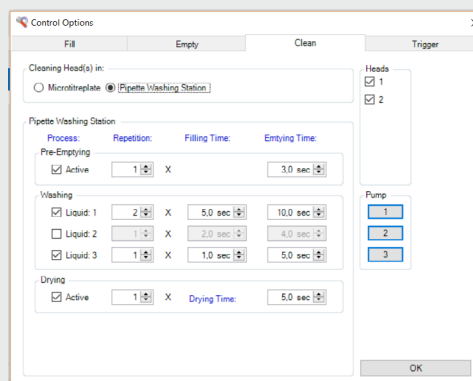 Control Options
Fill Empty Clean Trigger
Cleaning Head(s) in:
Microtitreplate Pipette Washing Station
Heads
1
2
Pipette Washing Station
Process: Repetition: Filling Time: Emtying Time:
Pre-Emptying
Active 1 X 3,0 sec
Washing
Liquid: 1 2 X 5,0 sec 10,0 sec
Liquid: 2 1 X 2,0 sec 4,0 sec
Liquid: 3 1 X 1,0 sec 5,0 sec
Pump
1
2
3
Drying
Active 1 X Drying Time: 5,0 sec
OK